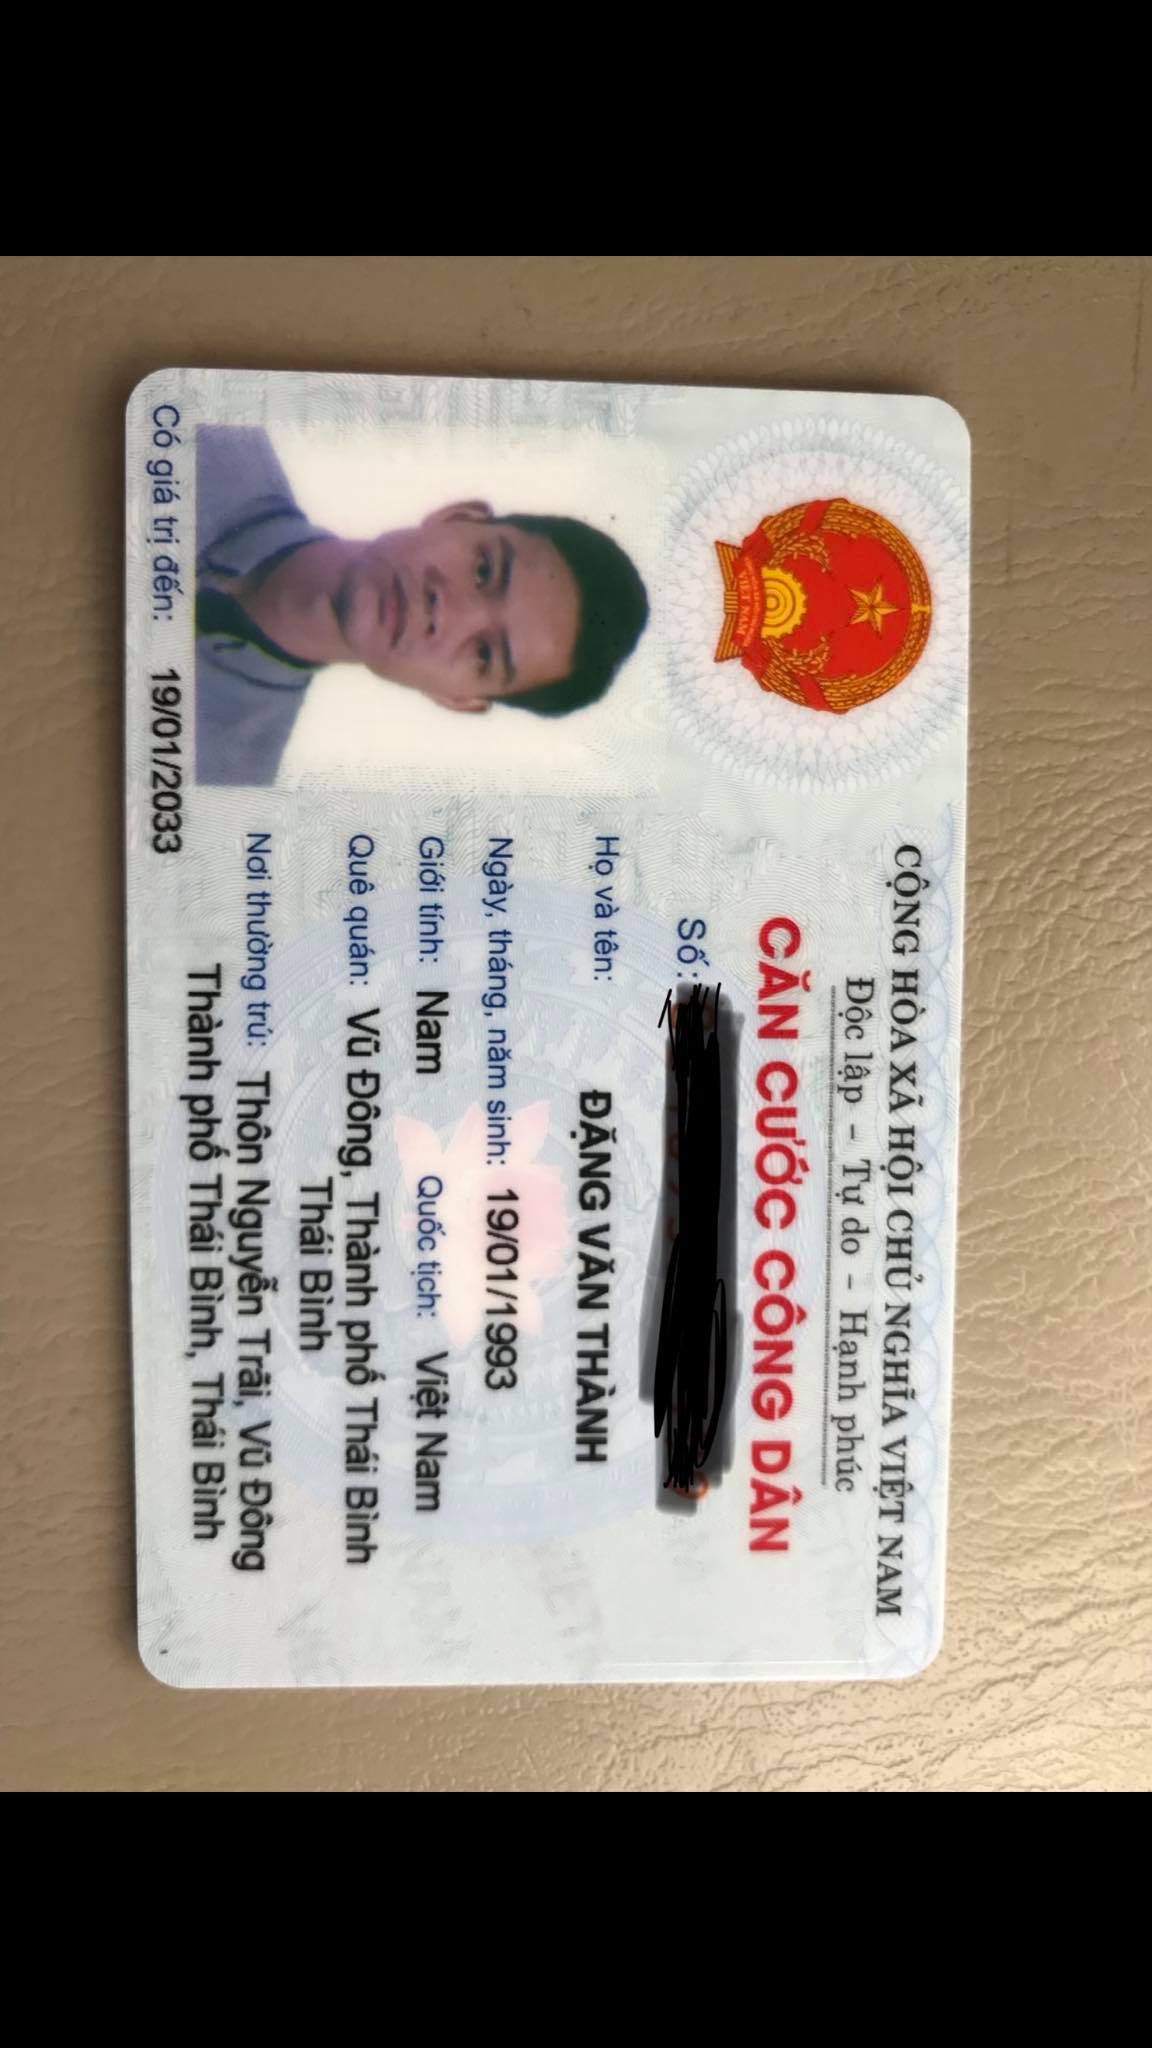 CỘNG HÒA XÃ HỘI CHỦ NGHĨA VIỆT NAM
Độc lập - Tự do - Hạnh phúc
CĂN CƯỚC CÔNG DÂN
Số:
Họ và tên:
ĐẶNG VĂN THÀNH
Ngày, tháng, năm sinh: 19/01/1993
Giới tính: Nam Quốc tịch: Việt Nam
Quê quán: Vũ Đông, Thành phố Thái Bình
Thái Bình
Nơi thường trú: Thôn Nguyễn Trãi, Vũ Đông
Thành phố Thái Bình, Thái Bình
Có giá trị đến: 19/01/2033
VIỆT NAM